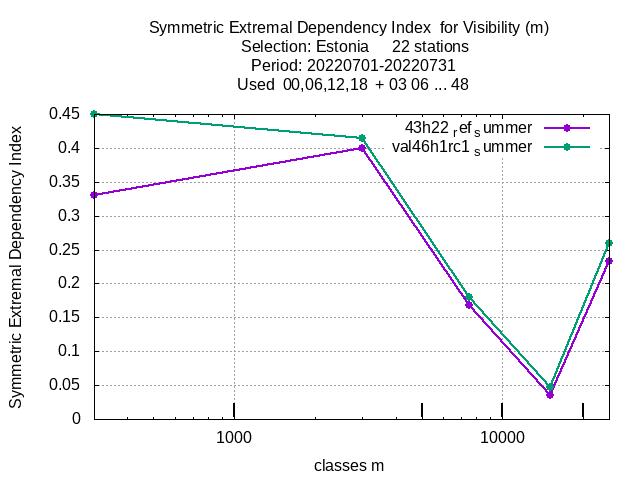 Symmetric Extremal Dependency Index for Visibility (m)
Selection: Estonia 22 stations
Period: 20220701-20220731
Used 00,06,12,18 + 03 06 ... 48
Symmetric Extremal Dependency Index
0.45
0.4
0.35
0.3
0.25
0.2
0.15
0.1
0.05
0
43h22 ref summer
val46h1rc1 summer
1000
10000
classes m